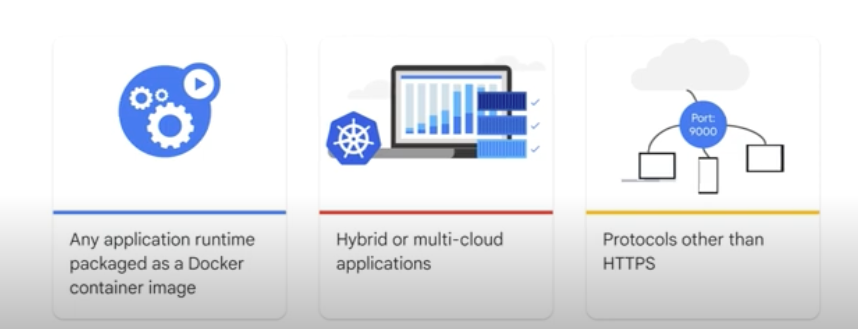 Port:
9000
Any application runtime
packaged as a Docker
container image
Hybrid or multi-cloud
applications
Protocols other than
HTTPS